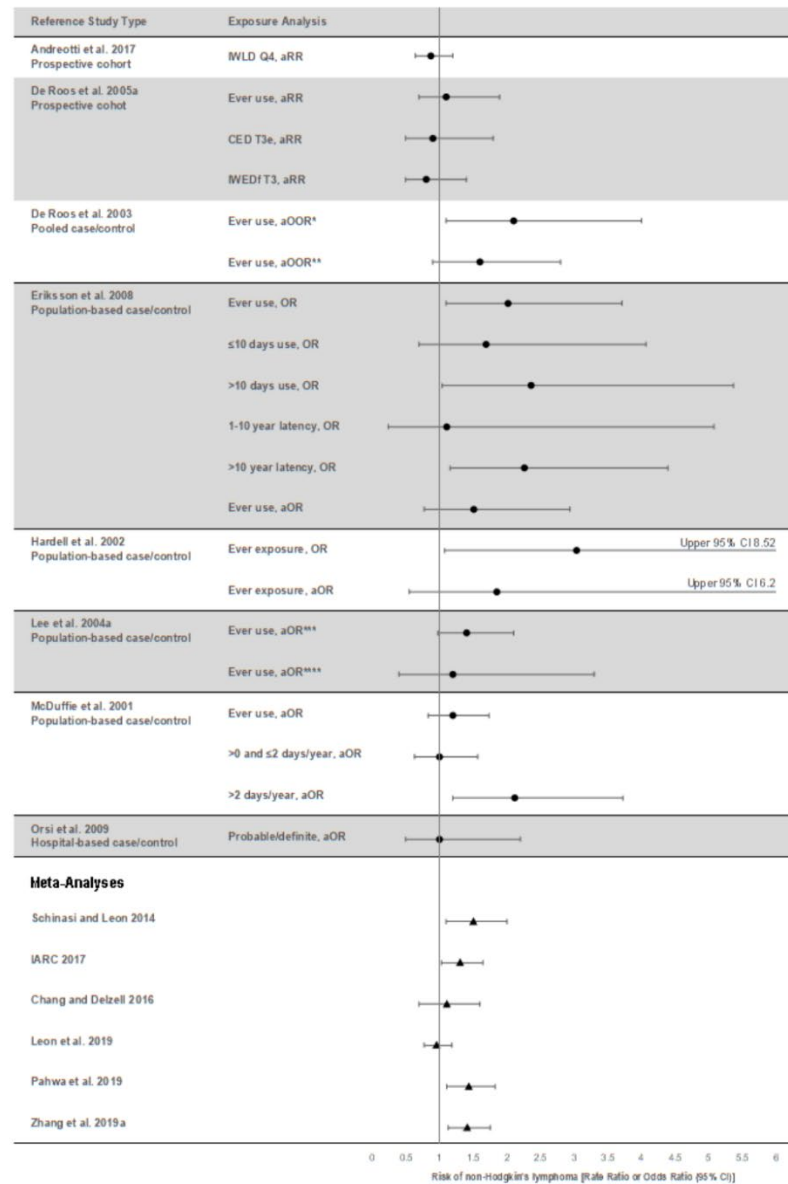 Reference Study Type Exposure Analysis
Andreotti et al. 2017
Prospective cohort
IWLD Q4, aRR
De Roos et al. 2005a
Prospective cohot
Ever use, aRR
CED T3e, aRR
IWEDf T3, aRR
De Roos et al. 2003
Pooled case/control
Ever use, aOOR*
Ever use, aOOR**
Eriksson et al. 2008
Population-based case/control
Ever use, OR
≤10 days use, OR
>10 days use, OR
1-10 year latency, OR
>10 year latency, OR
Ever use, aOR
Hardell et al. 2002
Population-based case/control
Ever exposure, OR
Upper 95% CI 8.52
Ever exposure, aOR
Upper 95% CI 6.2
Lee et al. 2004a
Population-based case/control
Ever use, aOR***
Ever use, aOR****
McDuffie et al. 2001
Population-based case/control
Ever use, aOR
>0 and ≤2 days/year, aOR
>2 days/year, aOR
Orsi et al. 2009
Hospital-based case/control
Probable/definite, aOR
Meta-Analyses
Schinasi and Leon 2014
IARC 2017
Chang and Delzell 2016
Leon et al. 2019
Pahwa et al. 2019
Zhang et al. 2019a
0 0.5 1 1.5 2 2.5 3 3.5 4 4.5 5 5.5 6
Risk of non-Hodgkin's lymphoma [Rate Ratio or Odds Ratio (95% CI)]